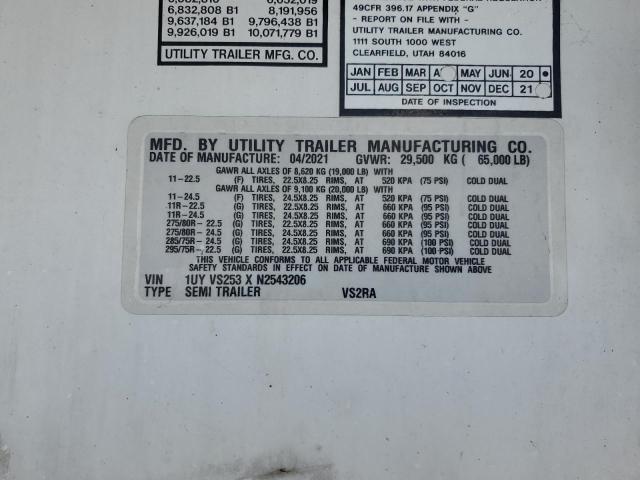 6,832,808 B1 8,191,956
9,637,184 B1 9,796,438 B1
9,926,019 B1 10,071,779 B1
UTILITY TRAILER MFG. CO.
49CFR 396.17 APPENDIX "G"
- REPORT ON FILE WITH -
UTILITY TRAILER MANUFACTURING CO.
1111 SOUTH 1000 WEST
CLEARFIELD, UTAH 84016
JAN FEB MAR A MAY JUN 20
JUL AUG SEP OCT NOV DEC 21
DATE OF INSPECTION
MFD. BY UTILITY TRAILER MANUFACTURING CO.
DATE OF MANUFACTURE: 04/2021 GVWR: 29,500 KG ( 65,000 LB)
GAWR ALL AXLES OF 8,620 KG (19,000 LB) WITH
11-22.5 (F) TIRES, 22.5X8.25 RIMS, AT 520 KPA (75 PSI) COLD DUAL
GAWR ALL AXLES OF 9,100 KG (20,000 LB) WITH
11-24.5 (F) TIRES, 24.5X8.25 RIMS, AT 520 KPA (75 PSI) COLD DUAL
11R-22.5 (G) TIRES, 22.5X8.25 RIMS, AT 660 KPA (95 PSI) COLD DUAL
11R-24.5 (G) TIRES, 24.5X8.25 RIMS, AT 660 KPA (95 PSI) COLD DUAL
275/80R-22.5 (G) TIRES, 22.5X8.25 RIMS, AT 660 KPA (95 PSI) COLD DUAL
275/80R-24.5 (G) TIRES, 24.5X8.25 RIMS, AT 660 KPA (95 PSI) COLD DUAL
285/75R-24.5 (G) TIRES, 24.5X8.25 RIMS, AT 690 KPA (100 PSI) COLD DUAL
295/75R-22.5 (G) TIRES, 22.5X8.25 RIMS, AT 690 KPA (100 PSI) COLD DUAL
THIS VEHICLE CONFORMS TO ALL APPLICABLE FEDERAL MOTOR VEHICLE
SAFETY STANDARDS IN EFFECT ON DATE OF MANUFACTURE SHOWN ABOVE
VIN 1UY VS253 X N2543206
TYPE SEMI TRAILER VS2RA